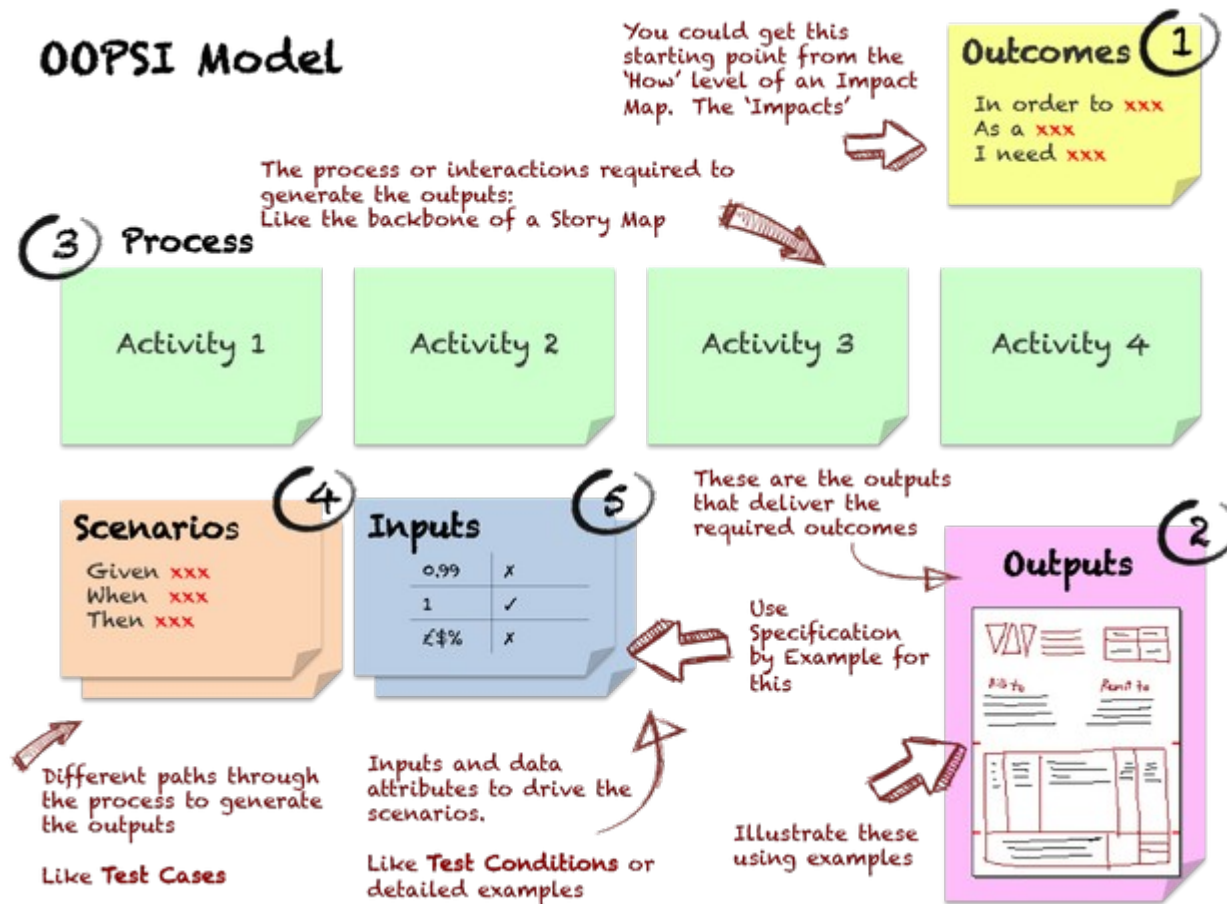 OOPSI Model
You could get this
starting point from the
'How' level of an Impact
Map. The 'Impacts'
Outcomes
1
In order to xxx
As a xxx
I need xxx
The process or interactions required to
generate the outputs:
Like the backbone of a Story Map
3
Process
Activity 1
Activity 2
Activity 3
Activity 4
4
Scenarios
Given xxx
When xxx
Then xxx
5
Inputs
0.99 ✗
1 ✓
£$% ✗
These are the outputs
that deliver the
required outcomes
2
Outputs
Bill to
Remit to
Use
Specification
by Example for
this
Different paths through
the process to generate
the outputs
Like Test Cases
Inputs and data
attributes to drive the
scenarios.
Like Test Conditions or
detailed examples
Illustrate these
using examples